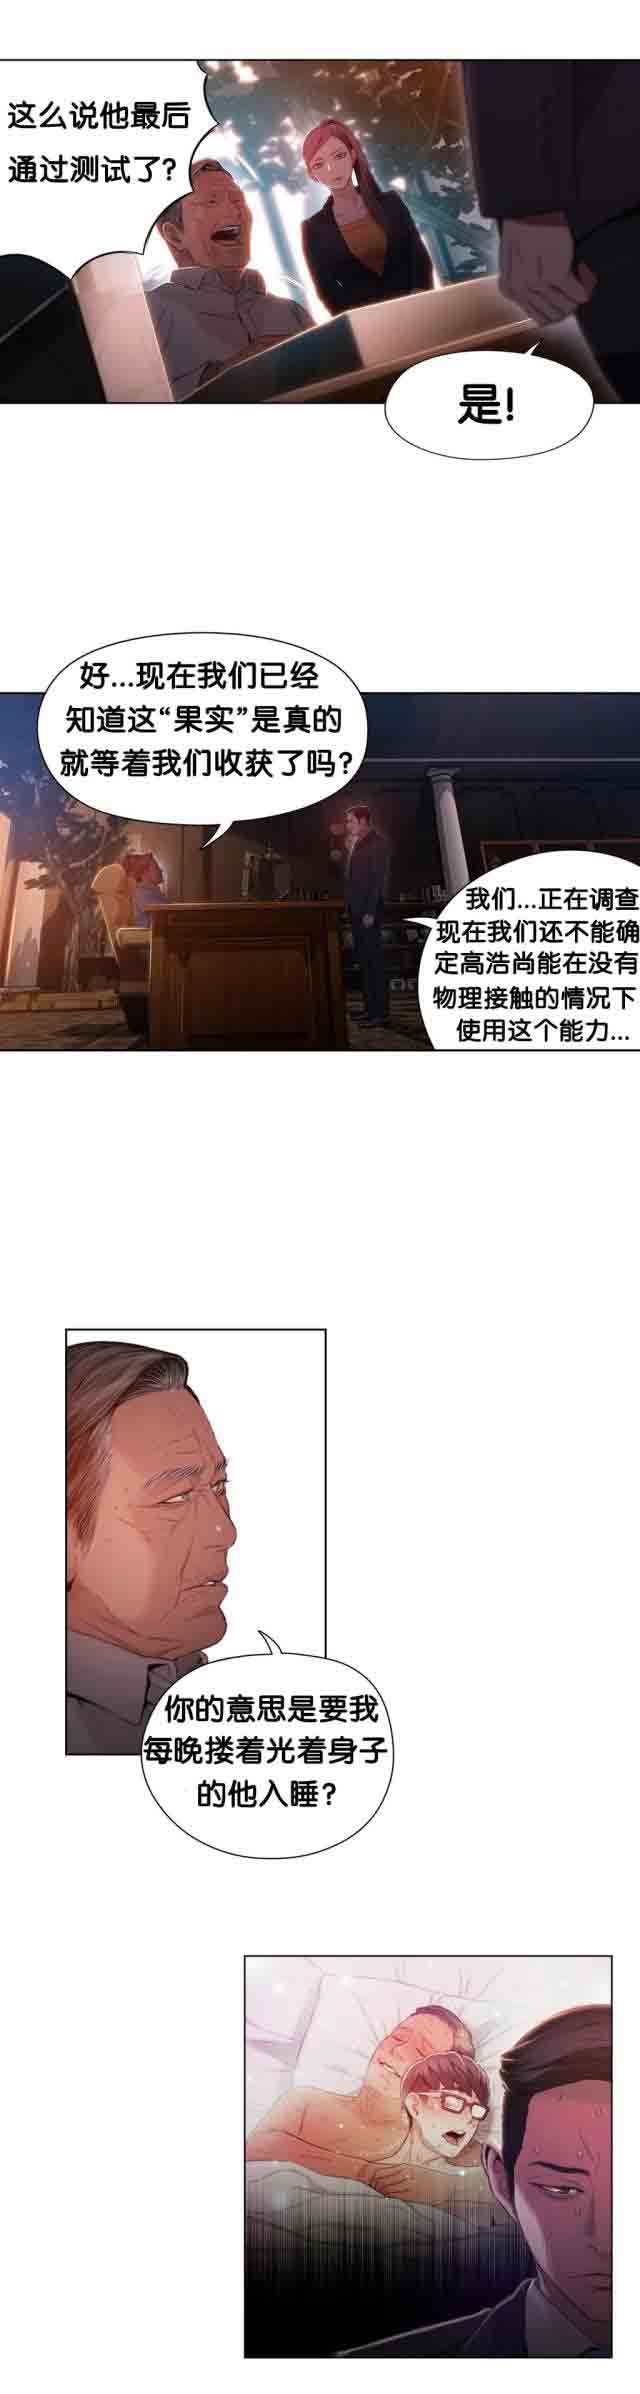 这么说他最后
通过测试了?
是!
好...现在我们已经
知道这“果实”是真的
就等着我们收获了吗?
我们...正在调查
现在我们还不能确
定高浩尚能在没有
物理接触的情况下
使用这个能力...
你的意思是要我
每晚搂着光着身子
的他入睡?